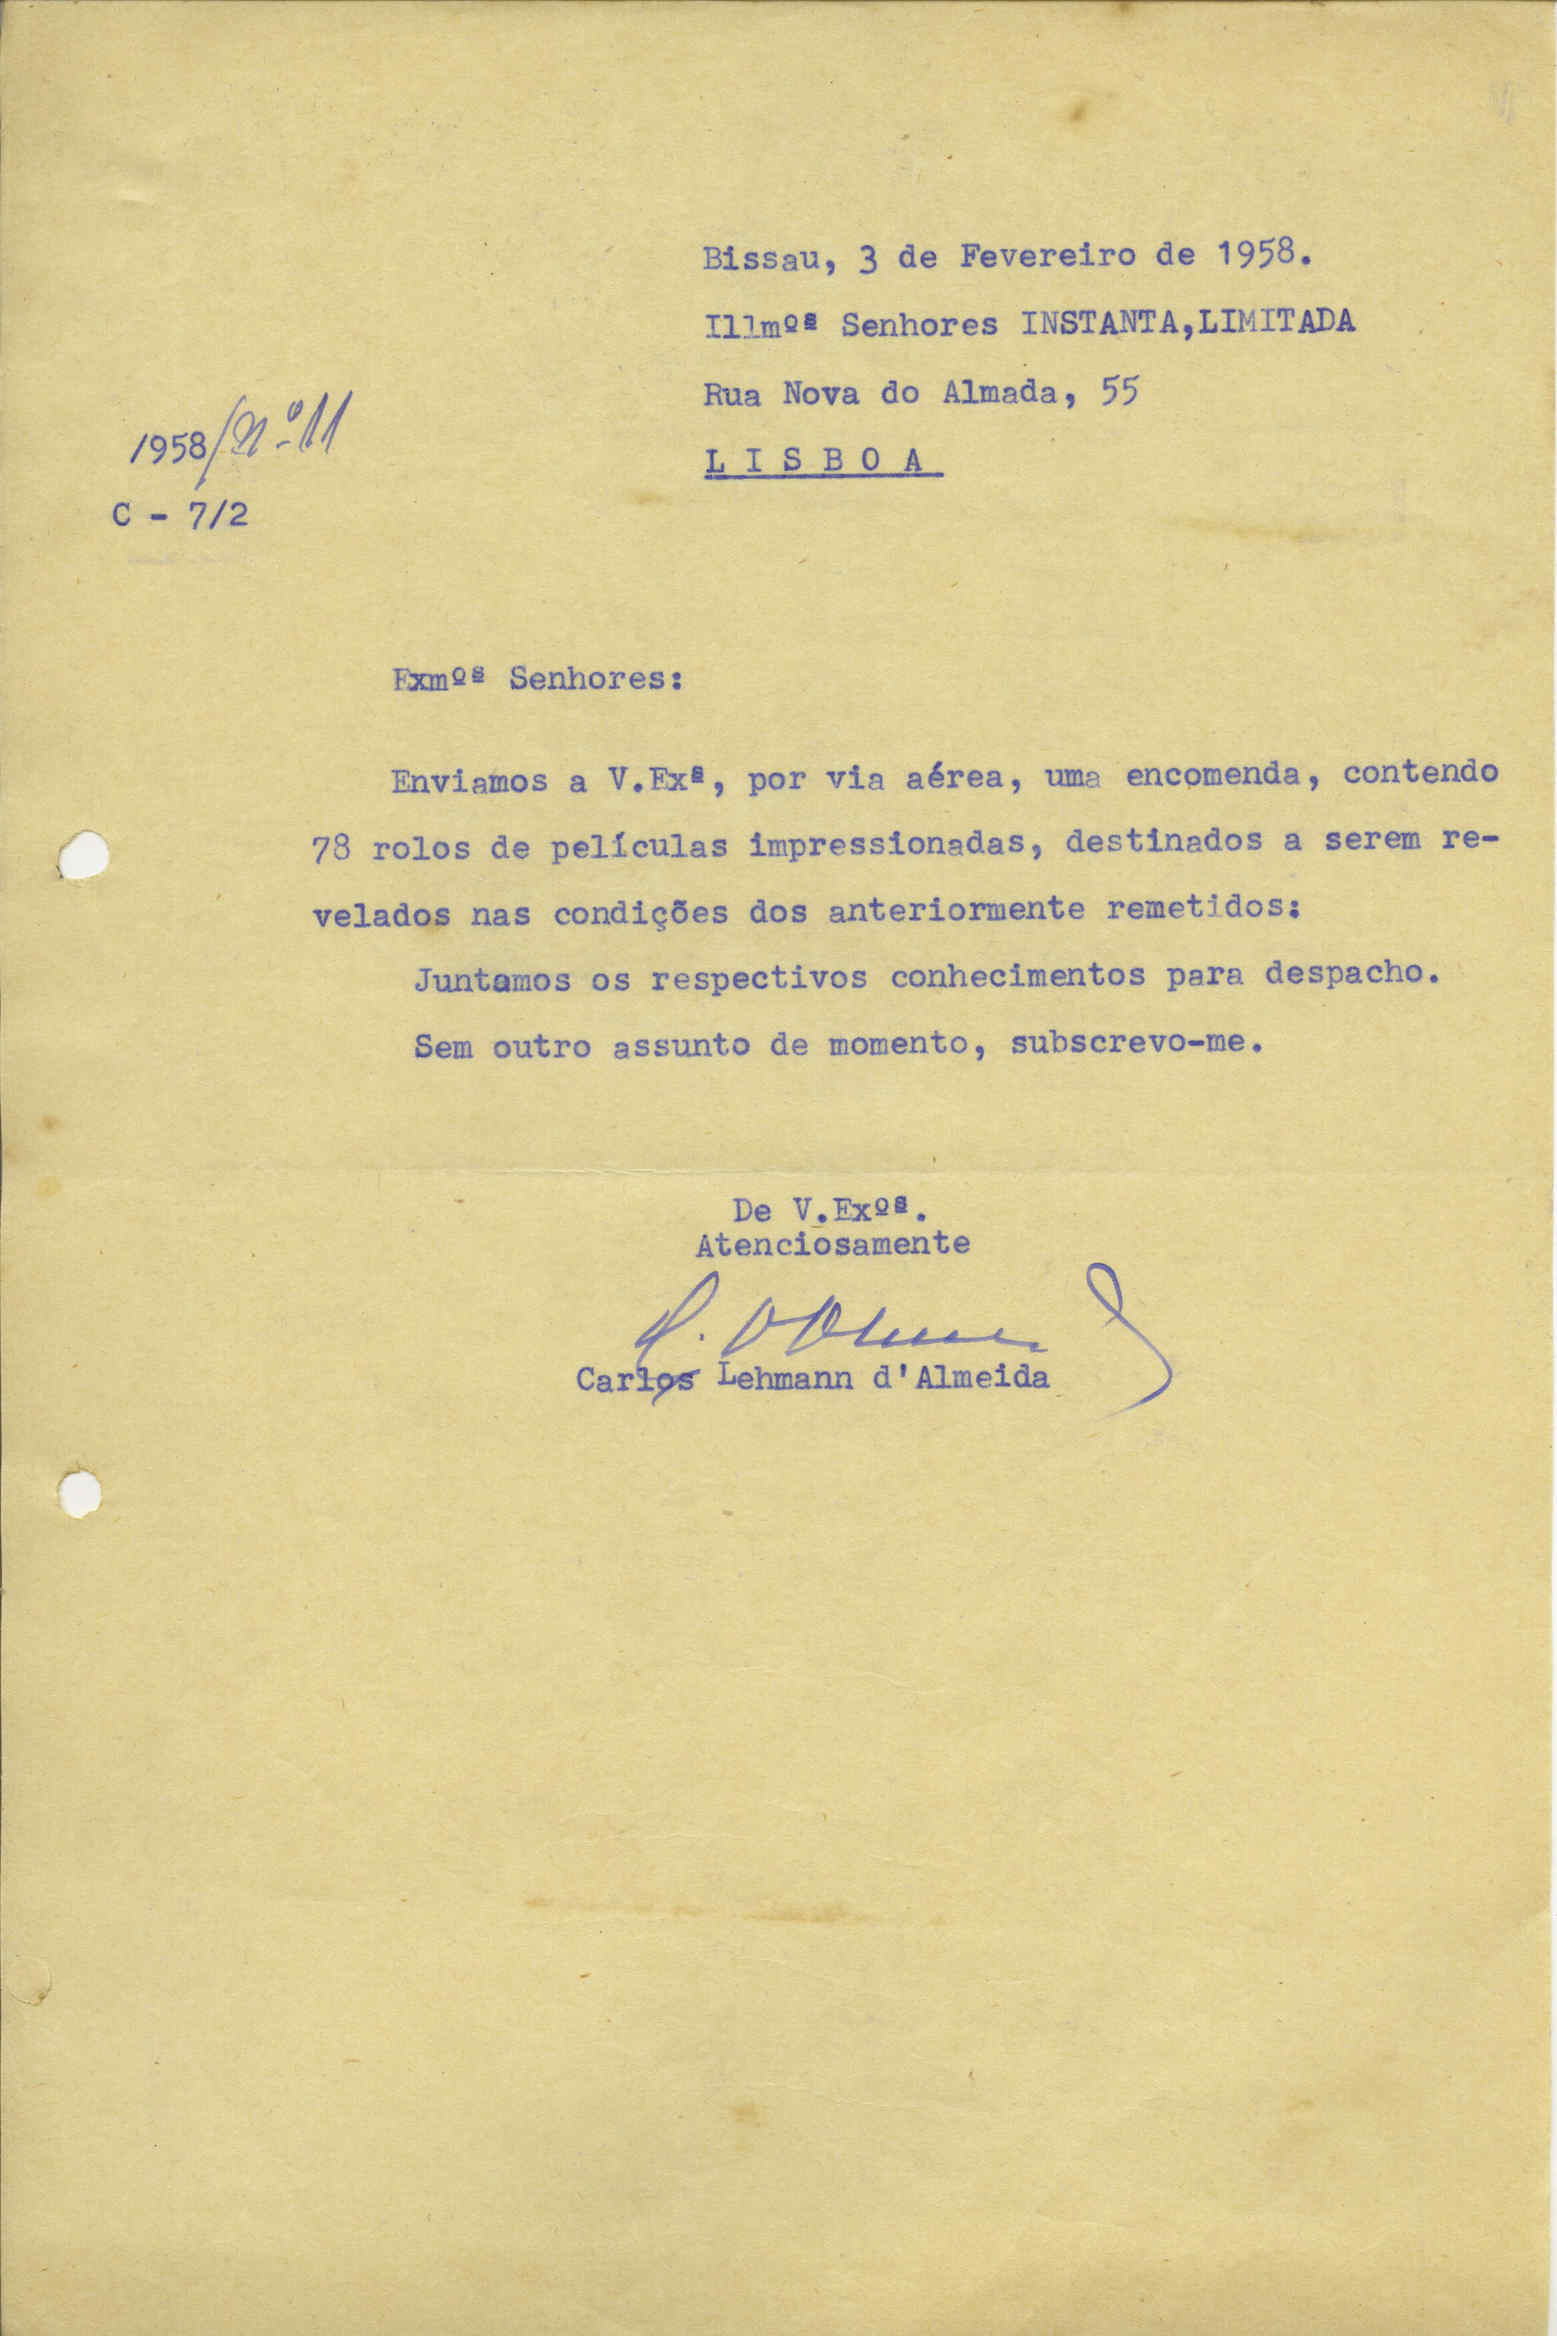 Bissau, 3 de Fevereiro de 1958.
Illmºs Senhores INSTANTA,LIMITADA
Rua Nova do Almada, 55
L I S B O A
1958/Nº 11
C - 7/2
Exmºs Senhores:
Enviamos a V.Exª, por via aérea, uma encomenda, contendo
78 rolos de películas impressionadas, destinados a serem re-
velados nas condições dos anteriormente remetidos:
Juntamos os respectivos conhecimentos para despacho.
Sem outro assunto de momento, subscrevo-me.
De V.Exºs.
Atenciosamente
Carlos Lehmann d'Almeida